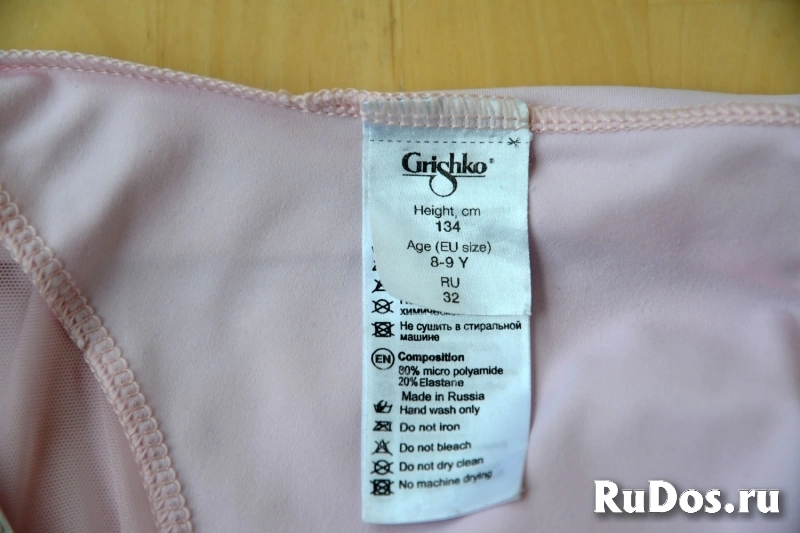 Grishko®
Height, cm
134
Age (EU size)
8-9 Y
RU
32
Не сушить в стиральной
машине
EN Composition
80% micro polyamide
20% Elastane
Made in Russia
Hand wash only
Do not iron
Do not bleach
Do not dry clean
No machine drying
RuDos.ru